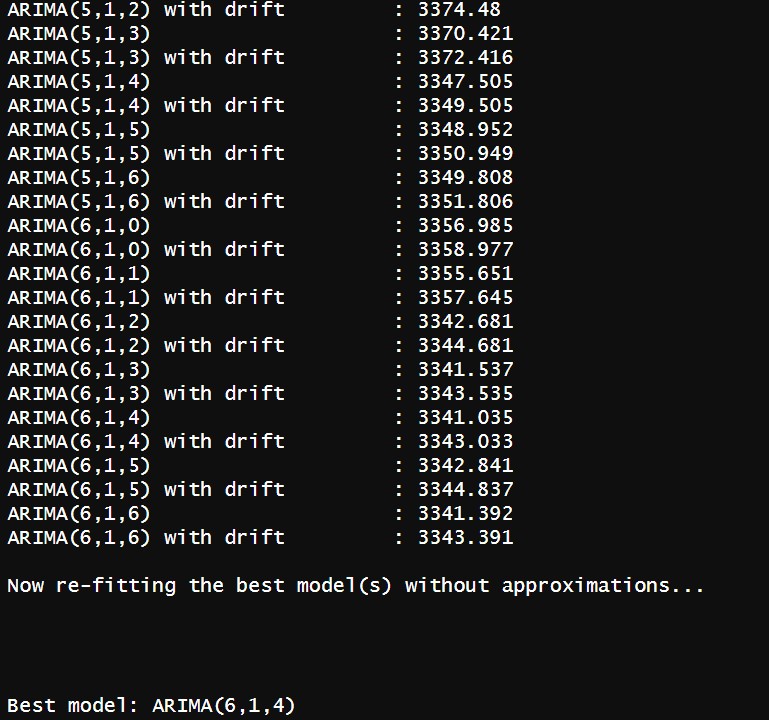 ARIMA(5,1,2) with drift         : 3374.48
ARIMA(5,1,3)                    : 3370.421
ARIMA(5,1,3) with drift         : 3372.416
ARIMA(5,1,4)                    : 3347.505
ARIMA(5,1,4) with drift         : 3349.505
ARIMA(5,1,5)                    : 3348.952
ARIMA(5,1,5) with drift         : 3350.949
ARIMA(5,1,6)                    : 3349.808
ARIMA(5,1,6) with drift         : 3351.806
ARIMA(6,1,0)                    : 3356.985
ARIMA(6,1,0) with drift         : 3358.977
ARIMA(6,1,1)                    : 3355.651
ARIMA(6,1,1) with drift         : 3357.645
ARIMA(6,1,2)                    : 3342.681
ARIMA(6,1,2) with drift         : 3344.681
ARIMA(6,1,3)                    : 3341.537
ARIMA(6,1,3) with drift         : 3343.535
ARIMA(6,1,4)                    : 3341.035
ARIMA(6,1,4) with drift         : 3343.033
ARIMA(6,1,5)                    : 3342.841
ARIMA(6,1,5) with drift         : 3344.837
ARIMA(6,1,6)                    : 3341.392
ARIMA(6,1,6) with drift         : 3343.391
Now re-fitting the best model(s) without approximations...
Best model: ARIMA(6,1,4)